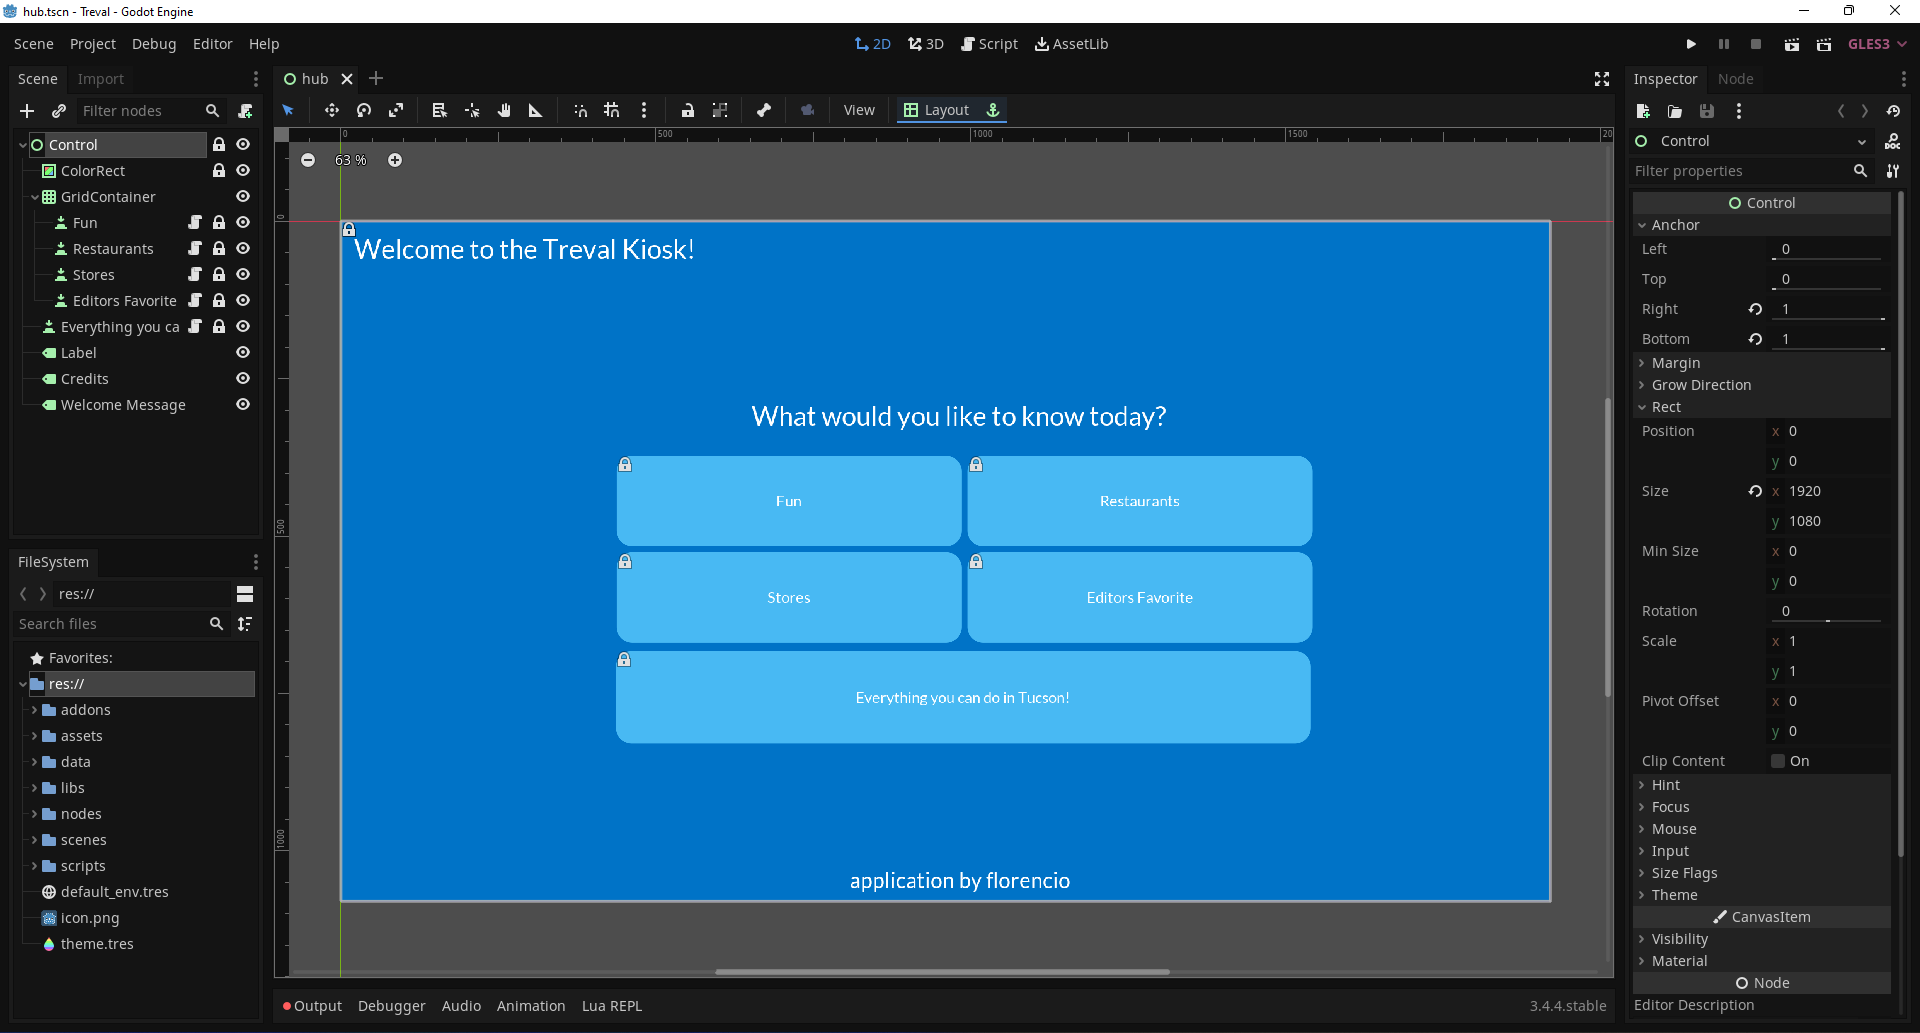 hub.tscn - Treval - Godot Engine
Scene Project Debug Editor Help
2D 3D Script AssetLib
GLES3
Scene Import
Filter nodes
Control
ColorRect
GridContainer
Fun
Restaurants
Stores
Editors Favorite
Everything you ca
Label
Credits
Welcome Message
FileSystem
res://
Search files
Favorites:
res://
addons
assets
data
libs
nodes
scenes
scripts
default_env.tres
icon.png
theme.tres
hub
View Layout
0 500 1000 1500 20
63 %
0
500
1000
Welcome to the Treval Kiosk!
What would you like to know today?
Fun Restaurants
Stores Editors Favorite
Everything you can do in Tucson!
application by florencio
Output Debugger Audio Animation Lua REPL 3.4.4.stable
Inspector Node
Control
Filter properties
Control
Anchor
Left 0
Top 0
Right 1
Bottom 1
Margin
Grow Direction
Rect
Position x 0
y 0
Size x 1920
y 1080
Min Size x 0
y 0
Rotation 0
Scale x 1
y 1
Pivot Offset x 0
y 0
Clip Content On
Hint
Focus
Mouse
Input
Size Flags
Theme
CanvasItem
Visibility
Material
Node
Editor Description